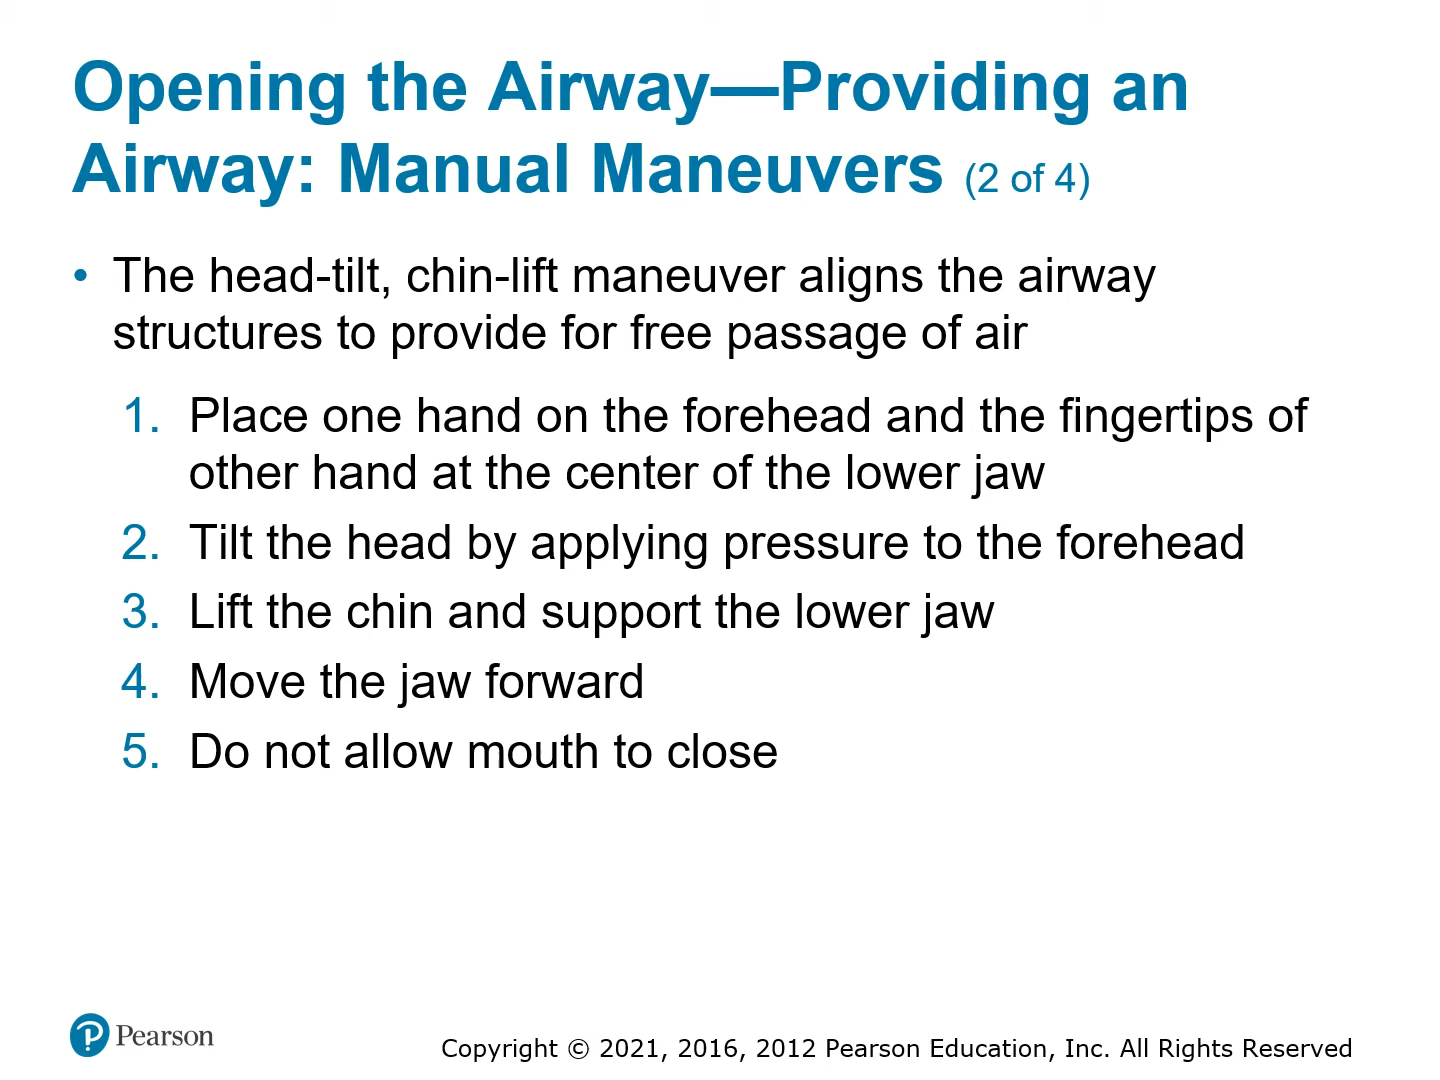 Opening the Airway—Providing an
Airway: Manual Maneuvers (2 of 4)
• The head-tilt, chin-lift maneuver aligns the airway
structures to provide for free passage of air
1. Place one hand on the forehead and the fingertips of
other hand at the center of the lower jaw
2. Tilt the head by applying pressure to the forehead
3. Lift the chin and support the lower jaw
4. Move the jaw forward
5. Do not allow mouth to close
P Pearson
Copyright © 2021, 2016, 2012 Pearson Education, Inc. All Rights Reserved